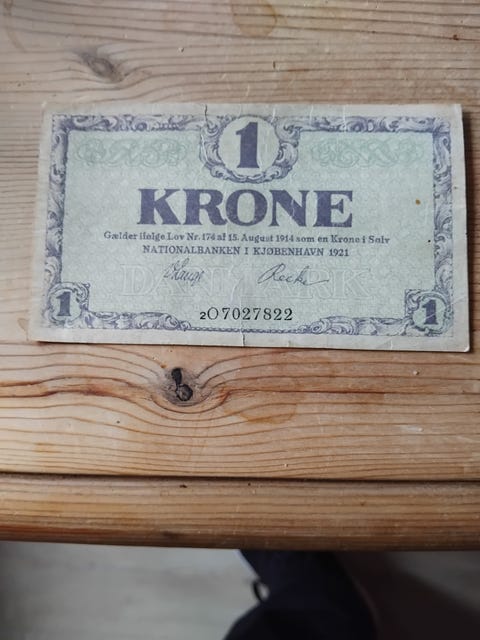 1
KRONE
Gælder ifølge Lov Nr. 174 af 15. August 1914 som en Krone i Sølv
NATIONALBANKEN I KJØBENHAVN 1921
DANMARK
1
1
2O7027822